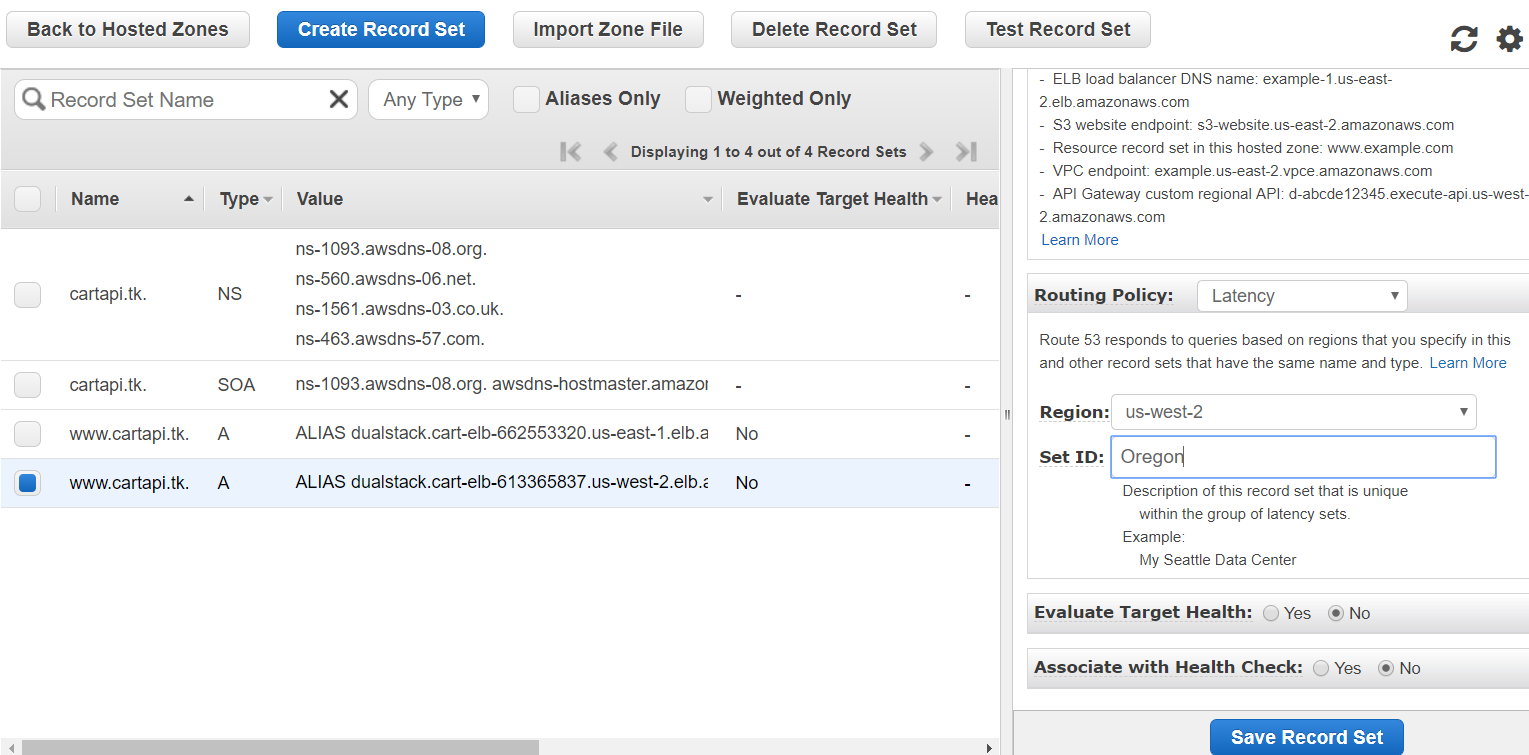 Back to Hosted Zones
Create Record Set
Import Zone File
Delete Record Set
Test Record Set
Record Set Name
Any Type
Aliases Only
Weighted Only
Displaying 1 to 4 out of 4 Record Sets
Name
Type
Value
Evaluate Target Health
Hea
cartapi.tk.
NS
ns-1093.awsdns-08.org.
ns-560.awsdns-06.net.
ns-1561.awsdns-03.co.uk.
ns-463.awsdns-57.com.
-
-
cartapi.tk.
SOA
ns-1093.awsdns-08.org. awsdns-hostmaster.amazor
-
-
www.cartapi.tk.
A
ALIAS dualstack.cart-elb-662553320.us-east-1.elb.a
No
-
www.cartapi.tk.
A
ALIAS dualstack.cart-elb-613365837.us-west-2.elb.a
No
-
- ELB load balancer DNS name: example-1.us-east-
2.elb.amazonaws.com
- S3 website endpoint: s3-website.us-east-2.amazonaws.com
- Resource record set in this hosted zone: www.example.com
- VPC endpoint: example.us-east-2.vpce.amazonaws.com
- API Gateway custom regional API: d-abcde12345.execute-api.us-west-
2.amazonaws.com
Learn More
Routing Policy:
Latency
Route 53 responds to queries based on regions that you specify in this
and other record sets that have the same name and type. Learn More
Region:
us-west-2
Set ID:
Oregon
Description of this record set that is unique
within the group of latency sets.
Example:
My Seattle Data Center
Evaluate Target Health:
Yes
No
Associate with Health Check:
Yes
No
Save Record Set